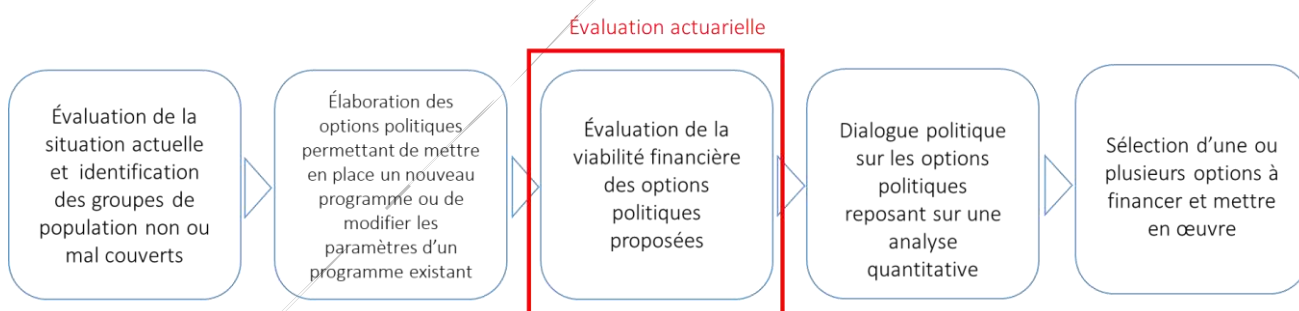 Évaluation actuarielle
Évaluation de la
situation actuelle
et identification
des groupes de
population non ou
mal couverts
Élaboration des
options politiques
permettant de mettre
en place un nouveau
programme ou de
modifier les
paramètres d'un
programme existant
Évaluation de la
viabilité financière
des options
politiques
proposées
Dialogue politique
sur les options
politiques
reposant sur une
analyse
quantitative
Sélection d'une ou
plusieurs options à
financer et mettre
en œuvre